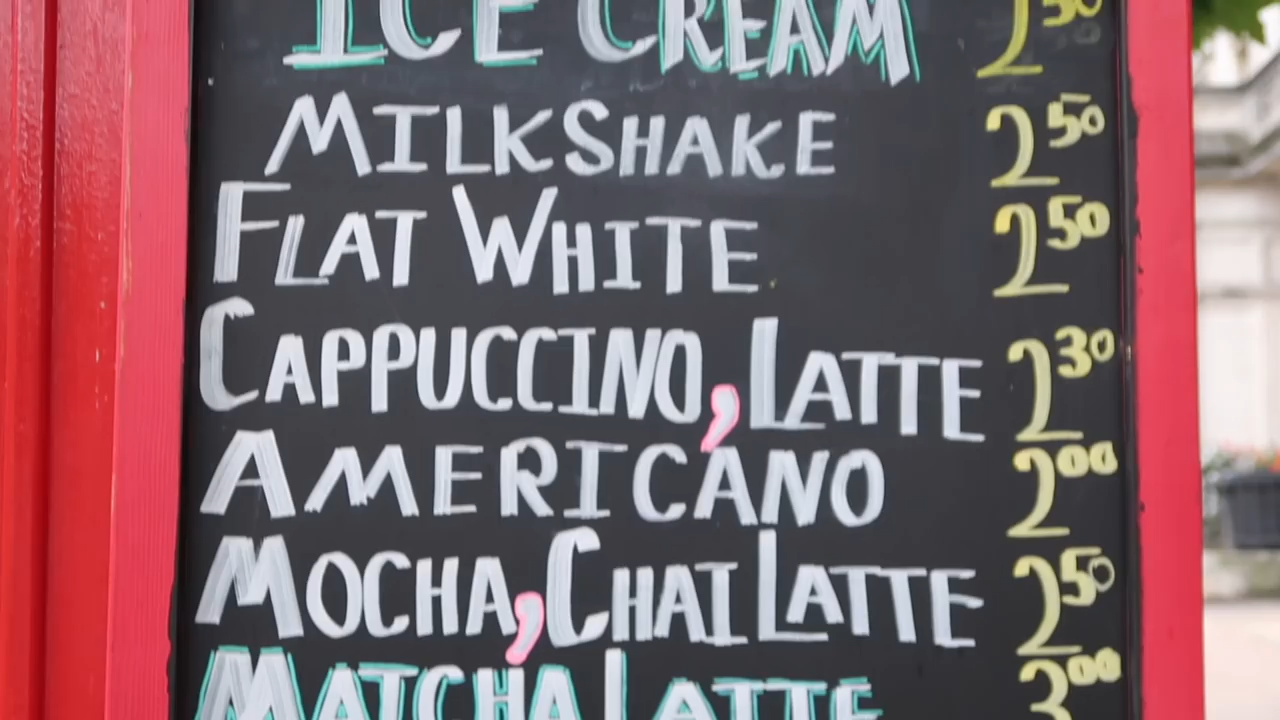 ICE CREAM 2 50
MILKSHAKE 2 50
FLAT WHITE 2 50
CAPPUCCINO, LATTE 2 30
AMERICANO 2 00
MOCHA, CHAI LATTE 2 50
MATCHA LATTE 3 00